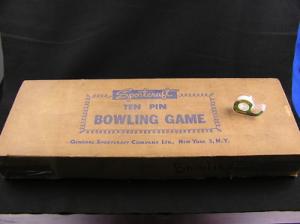 Sportcraft
TEN PIN
BOWLING GAME
GENERAL SPORTCRAFT COMPANY LTD., NEW YORK 3, N.Y.